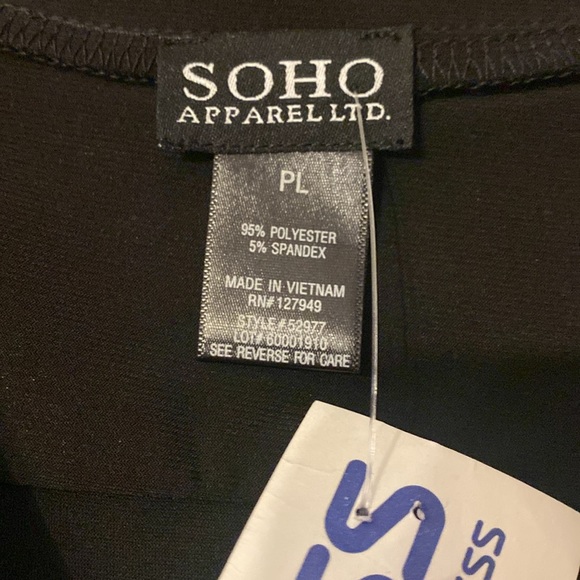 SOHO
APPAREL LTD.
PL
95% POLYESTER
5% SPANDEX
MADE IN VIETNAM
RN#127949
STYLE#52977
LOT# 60001910
SEE REVERSE FOR CARE